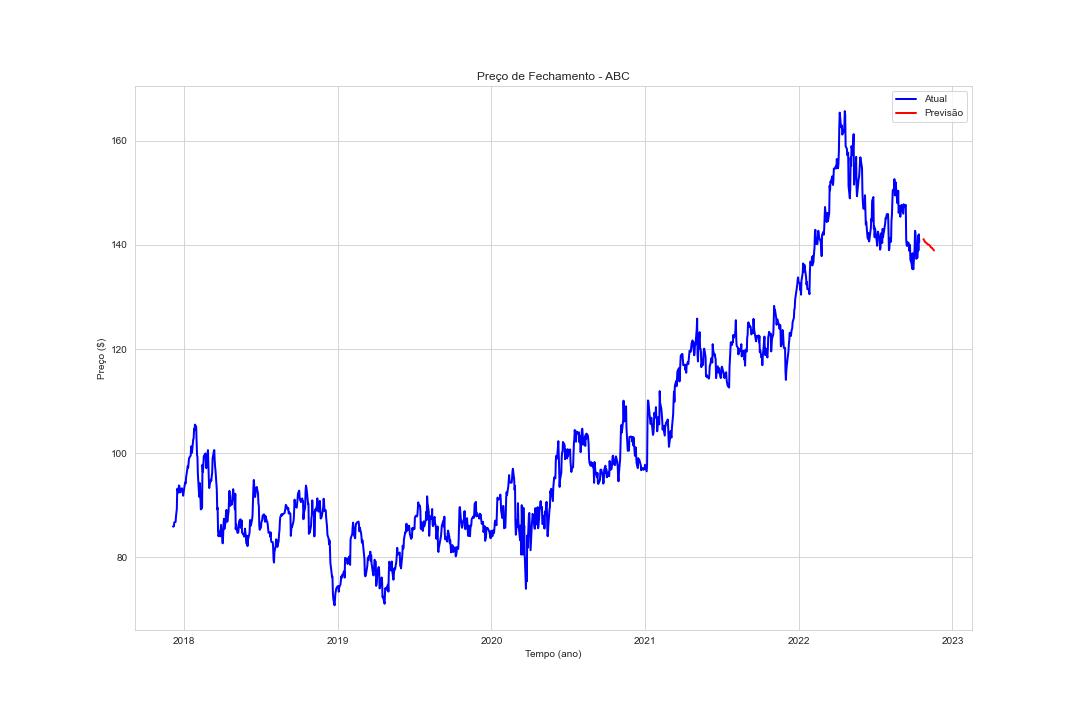 Preço de Fechamento - ABC
Atual
Previsão
160
140
120
100
80
Preço ($)
2018
2019
2020
2021
2022
2023
Tempo (ano)